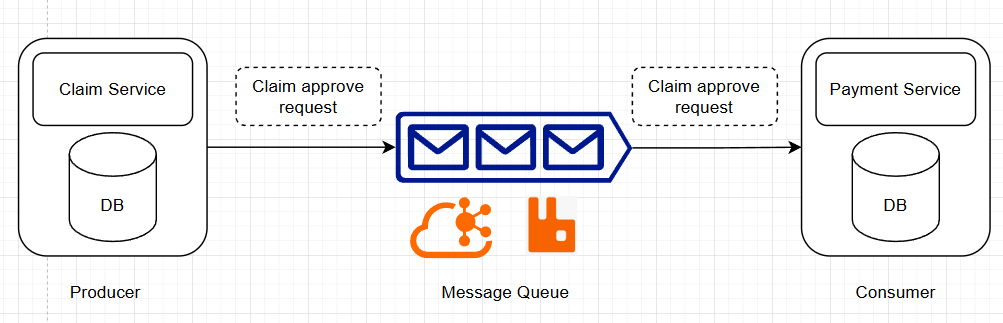 Claim Service
DB
Producer
Claim approve
request
Message Queue
Claim approve
request
Payment Service
DB
Consumer